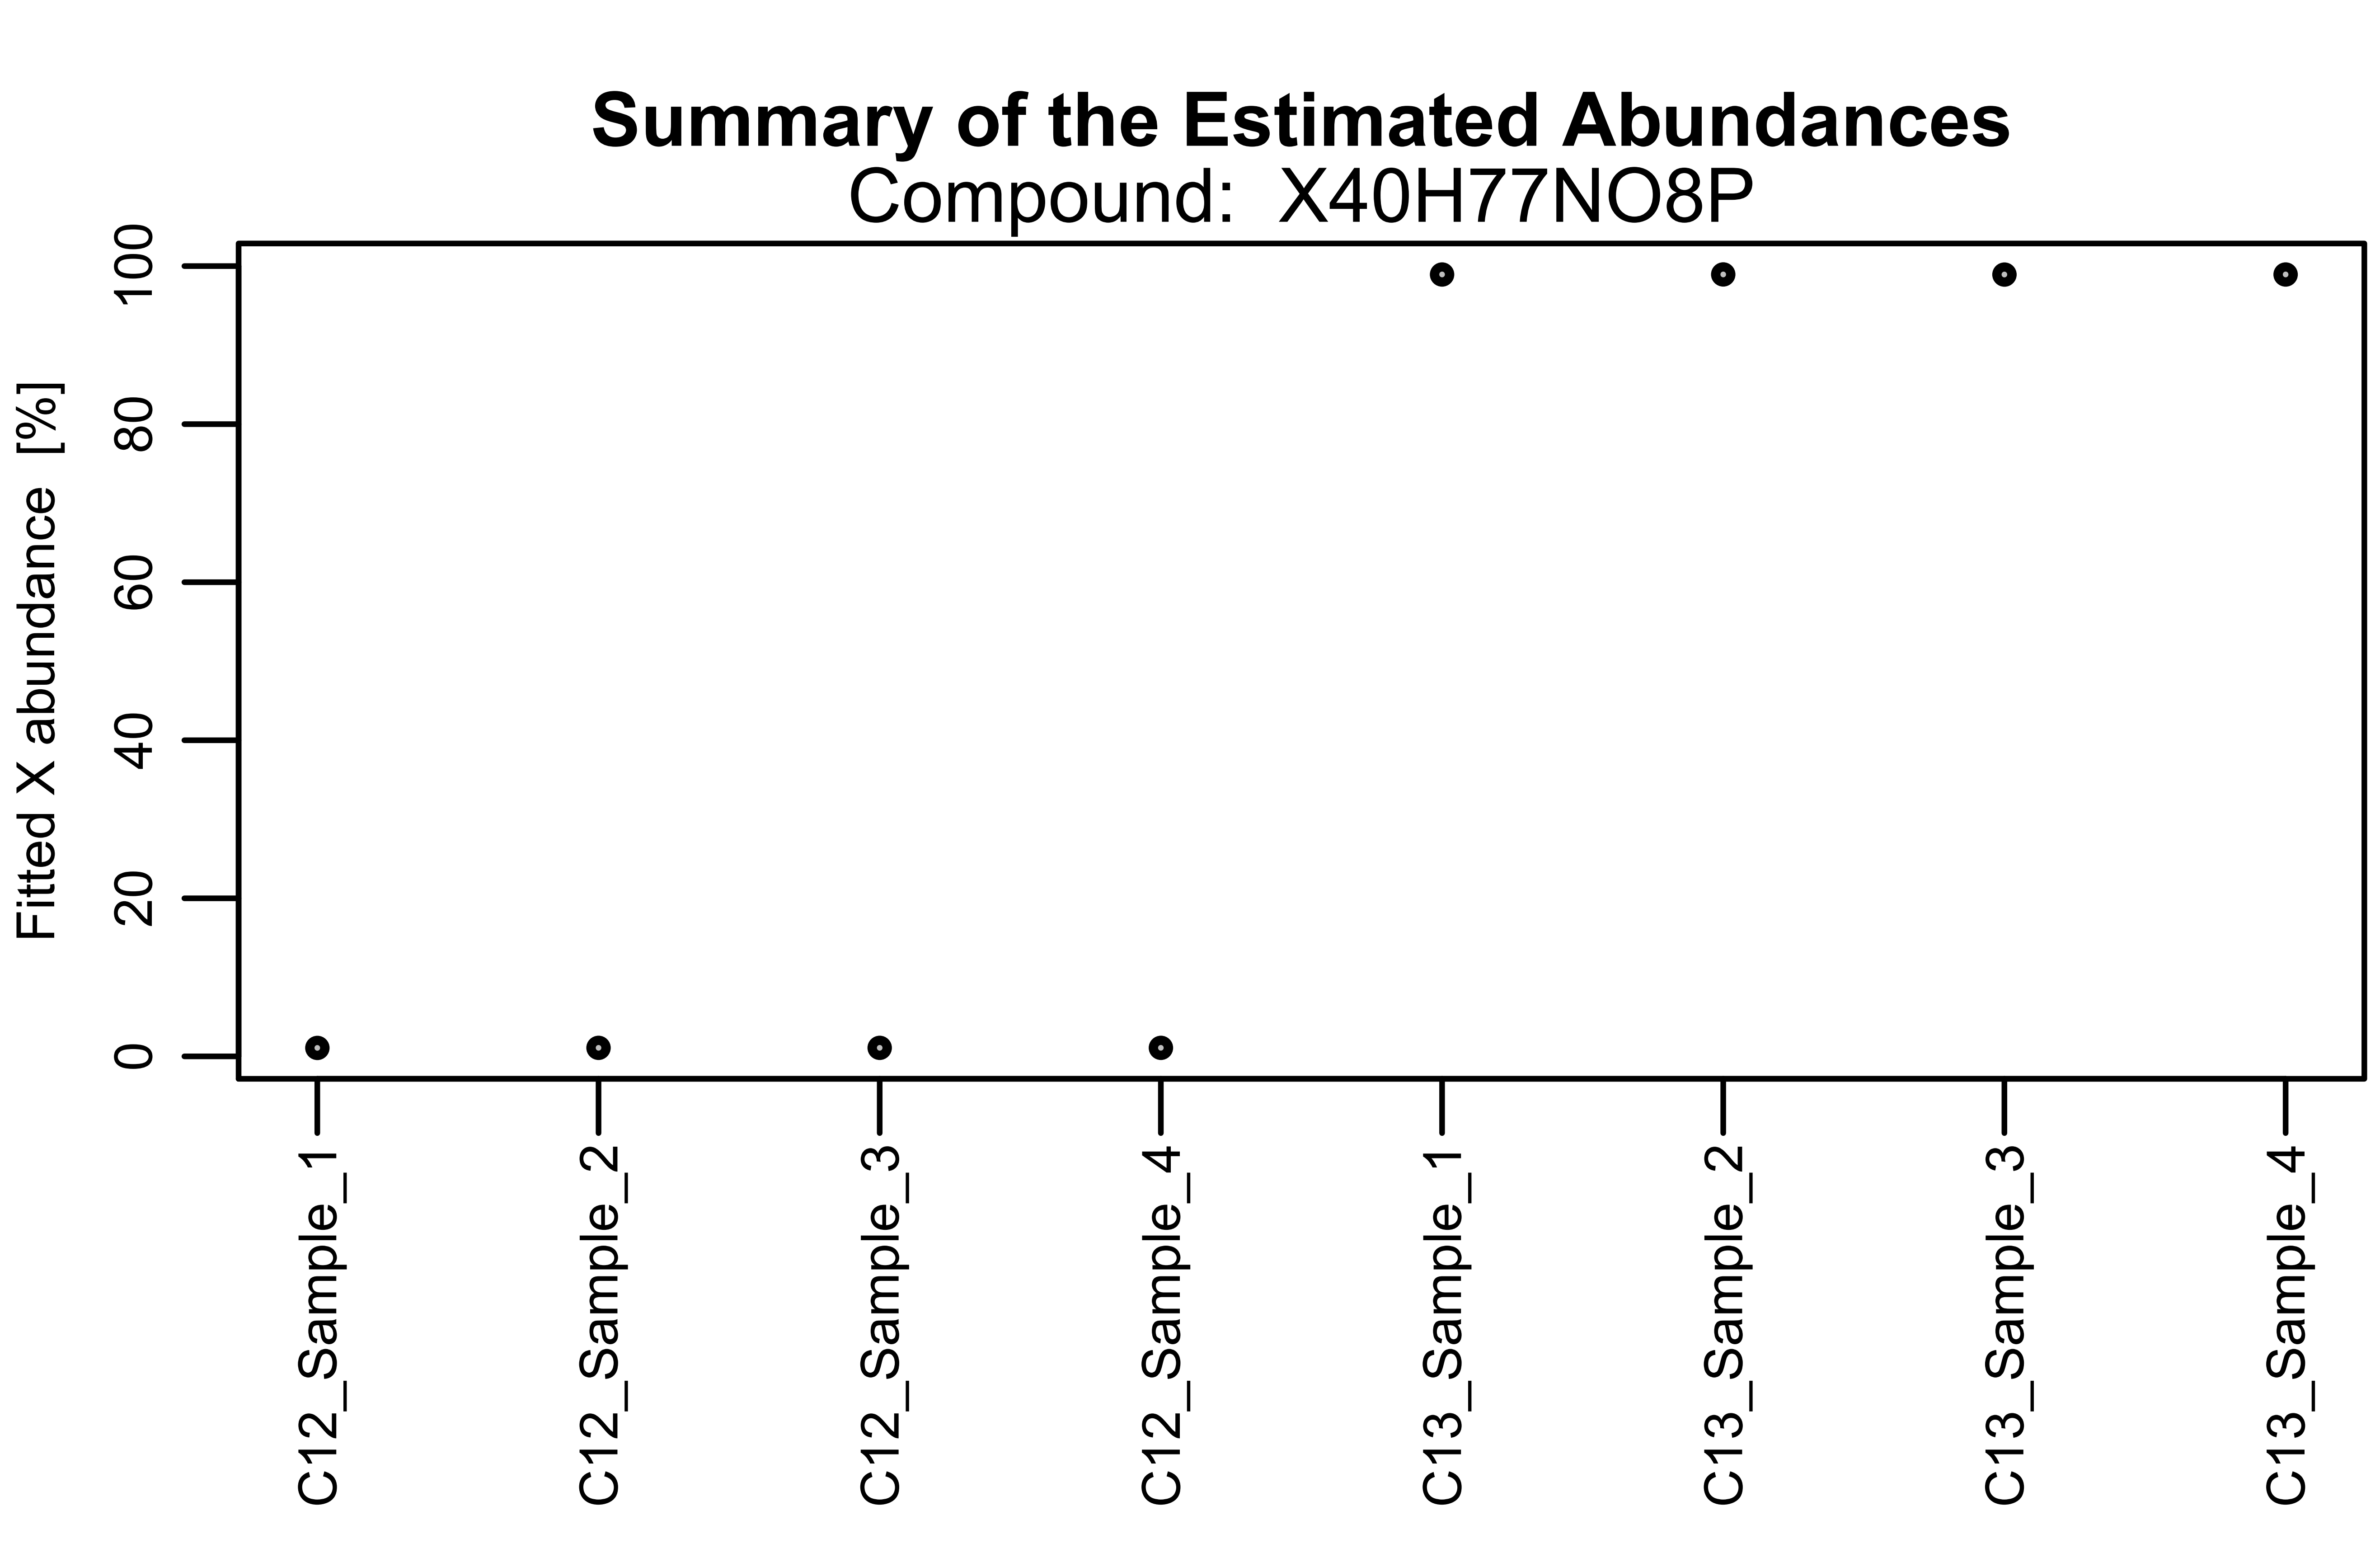 Summary of the Estimated Abundances
Compound:  X40H77NO8P
Fitted X abundance  [%]
100
80
60
40
20
0
C12_Sample_1
C12_Sample_2
C12_Sample_3
C12_Sample_4
C13_Sample_1
C13_Sample_2
C13_Sample_3
C13_Sample_4